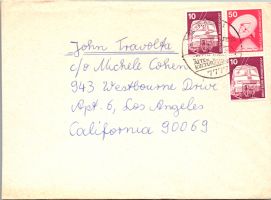 10
50
John Travolta
c/o Michele Cohen
943 Westbourne Drive
Apt. 6, Los Angeles
California 90069
10